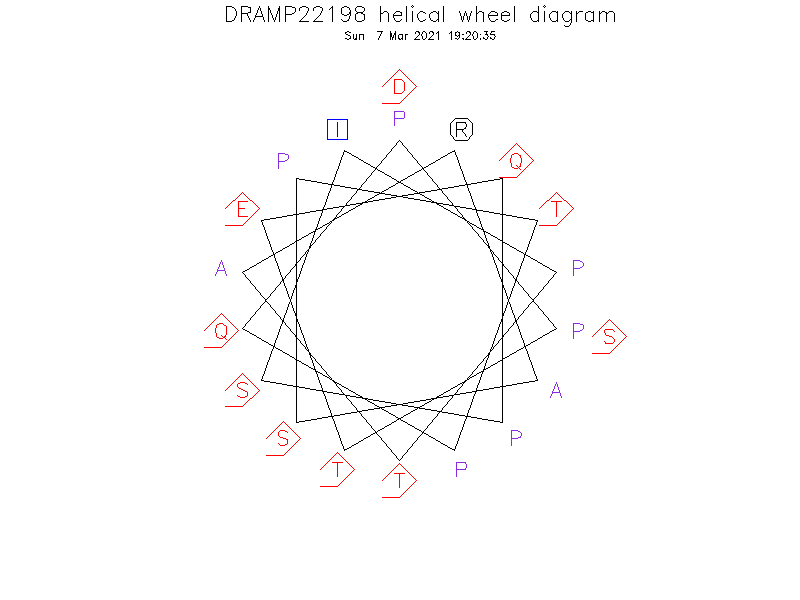 DRAMP22198 helical wheel diagram
Sun 7 Mar 2021 19:20:35
D
I P R
P Q
E T
A P
Q P S
S A
S P
T T P